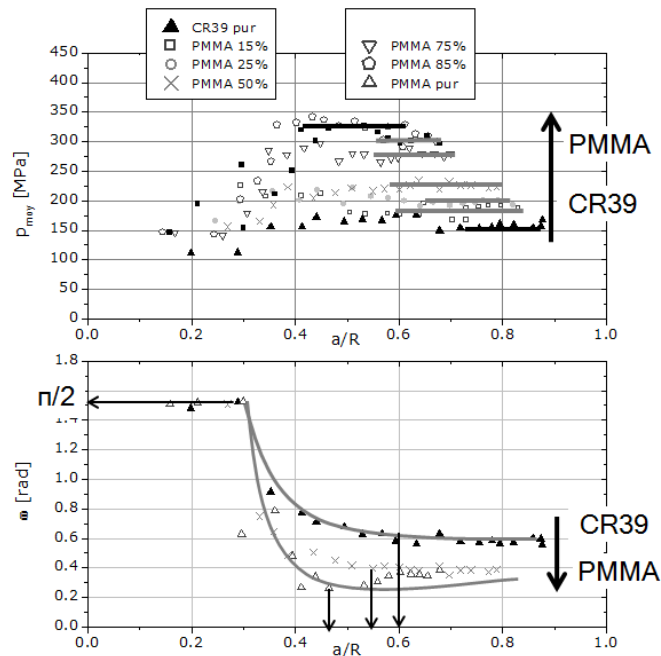 CR39 pur
PMMA 15%
PMMA 25%
PMMA 50%
PMMA 75%
PMMA 85%
PMMA pur
450
400
350
300
250
200
150
100
50
0
p_moy [MPa]
PMMA
CR39
0.0 0.2 0.4 0.6 0.8 1.0
a/R
1.8
π/2
1.4
1.2
1.0
0.8
0.6
0.4
0.2
0.0
ω [rad]
CR39
PMMA
0.0 0.2 0.4 0.6 0.8 1.0
a/R